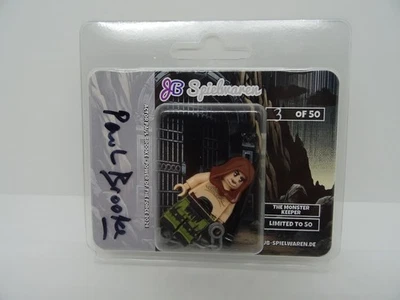 JB Spielwaren
Paul Brooke
3 OF 50
THE MONSTER
KEEPER
LIMITED TO 50
JB-SPIELWAREN.DE